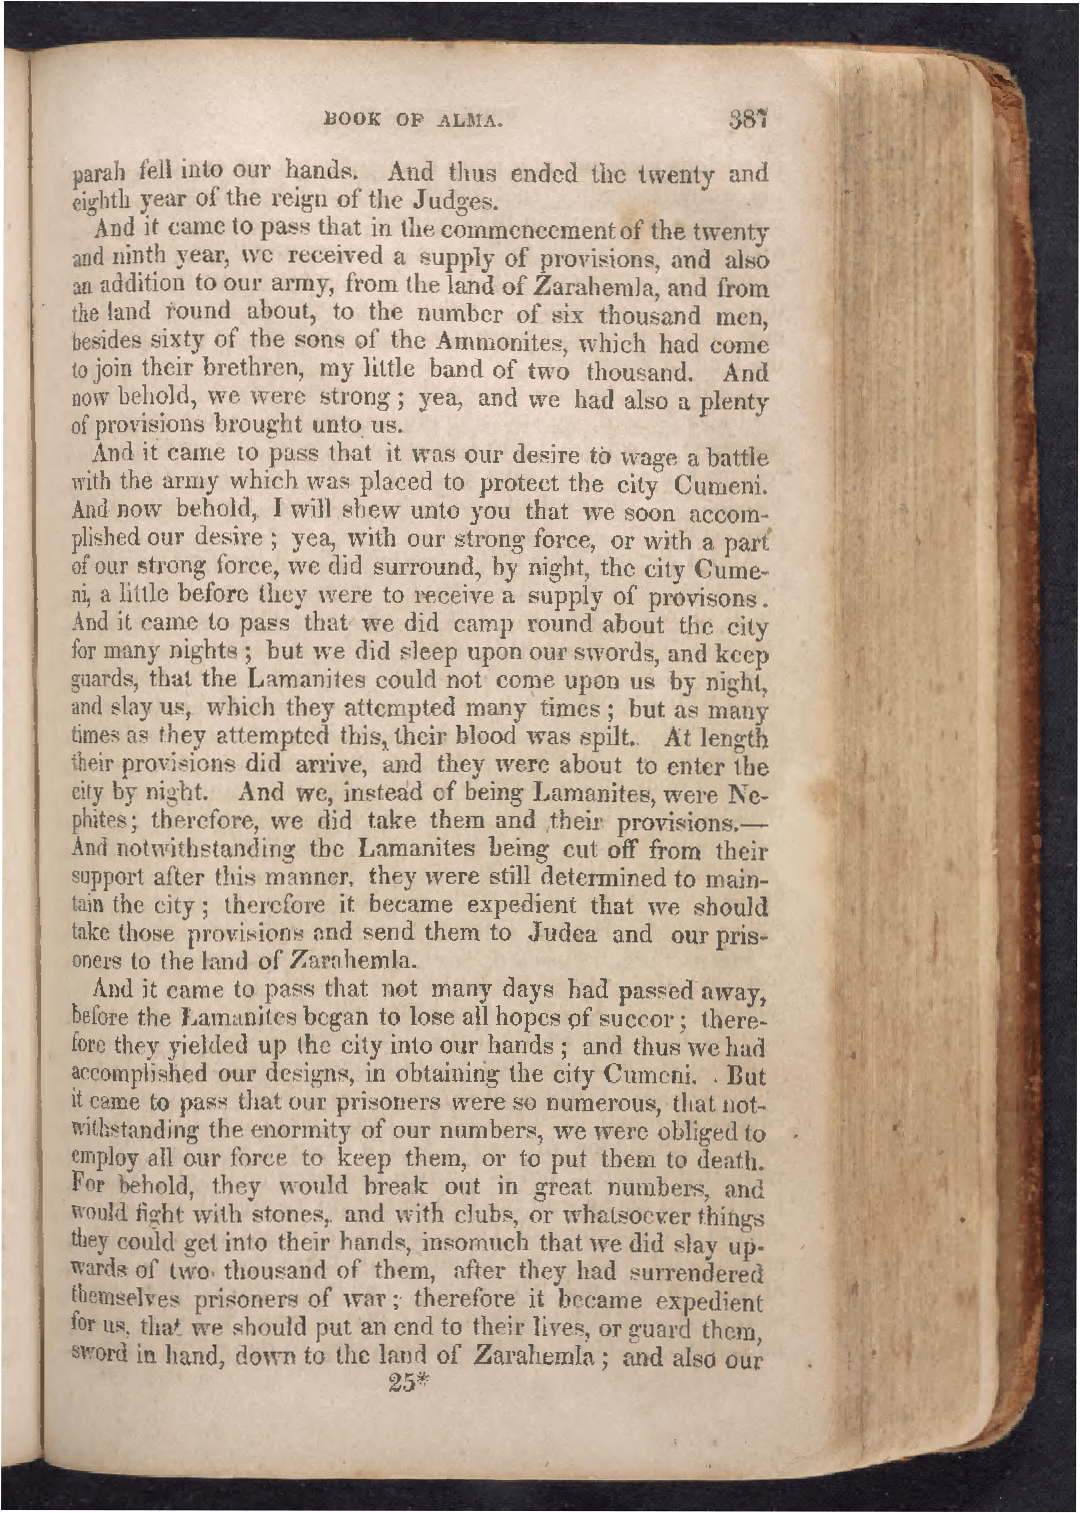 BOOK OF ALMA. 387
parah fell into our hands. And thus ended the twenty and
eighth year of the reign of the Judges.
And it came to pass that in the commencement of the twenty
and ninth year, we received a supply of provisions, and also
an addition to our army, from the land of Zarahemla, and from
the land round about, to the number of six thousand men,
besides sixty of the sons of the Ammonites, which had come
to join their brethren, my little band of two thousand. And
now behold, we were strong; yea, and we had also a plenty
of provisions brought unto us.
And it came to pass that it was our desire to wage a battle
with the army which was placed to protect the city Cumeni.
And now behold, I will shew unto you that we soon accom-
plished our desire; yea, with our strong force, or with a part
of our strong force, we did surround, by night, the city Cume-
ni, a little before they were to receive a supply of provisons.
And it came to pass that we did camp round about the city
for many nights; but we did sleep upon our swords, and keep
guards, that the Lamanites could not come upon us by night,
and slay us, which they attempted many times; but as many
times as they attempted this, their blood was spilt. At length
their provisions did arrive, and they were about to enter the
city by night. And we, instead of being Lamanites, were Ne-
phites; therefore, we did take them and their provisions.—
And notwithstanding the Lamanites being cut off from their
support after this manner, they were still determined to main-
tain the city; therefore it became expedient that we should
take those provisions and send them to Judea and our pris-
oners to the land of Zarahemla.
And it came to pass that not many days had passed away,
before the Lamanites began to lose all hopes of succor; there-
fore they yielded up the city into our hands; and thus we had
accomplished our designs, in obtaining the city Cumeni. But
it came to pass that our prisoners were so numerous, that not-
withstanding the enormity of our numbers, we were obliged to
employ all our force to keep them, or to put them to death.
For behold, they would break out in great numbers, and
would fight with stones, and with clubs, or whatsoever things
they could get into their hands, insomuch that we did slay up-
wards of two thousand of them, after they had surrendered
themselves prisoners of war; therefore it became expedient
for us, that we should put an end to their lives, or guard them,
sword in hand, down to the land of Zarahemla; and also our
25*